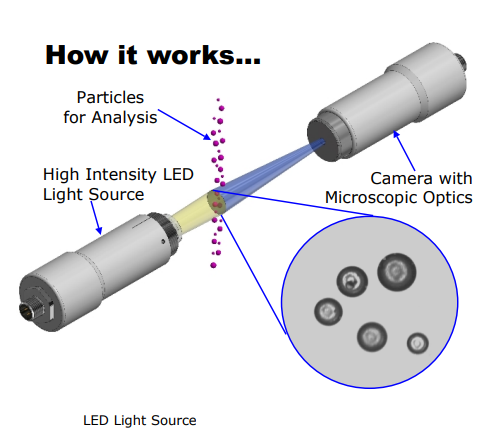 How it works...
Particles
for Analysis
High Intensity LED
Light Source
Camera with
Microscopic Optics
LED Light Source